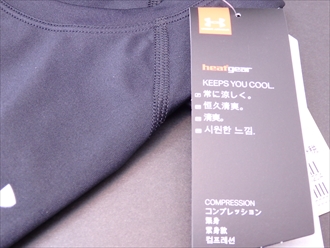 heatgear
KEEPS YOU COOL.
常に涼しく。
恒久清爽。
清爽。
시원한 느낌.
COMPRESSION
コンプレッション
緊身
緊身衣
컴프레션